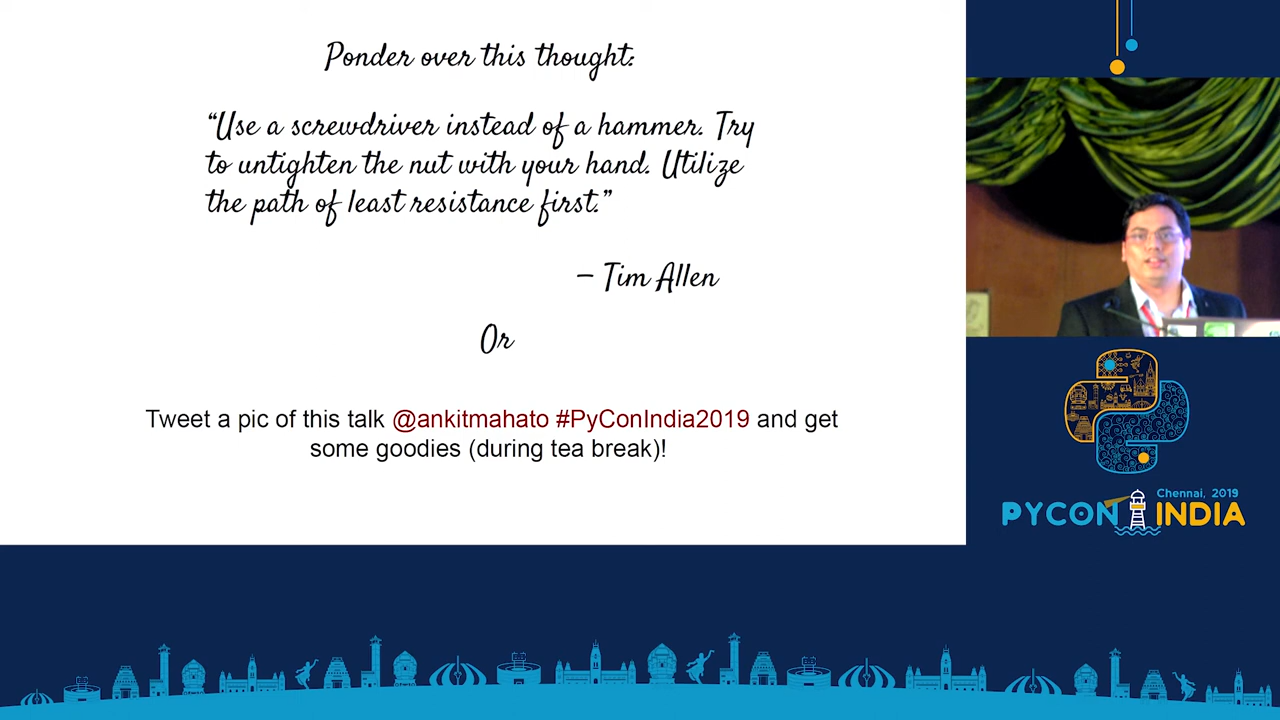 Ponder over this thought:
“Use a screwdriver instead of a hammer. Try
to untighten the nut with your hand. Utilize
the path of least resistance first.”
– Tim Allen
Or
Tweet a pic of this talk @ankitmahato #PyConIndia2019 and get
some goodies (during tea break)!
Chennai, 2019
PYCON INDIA